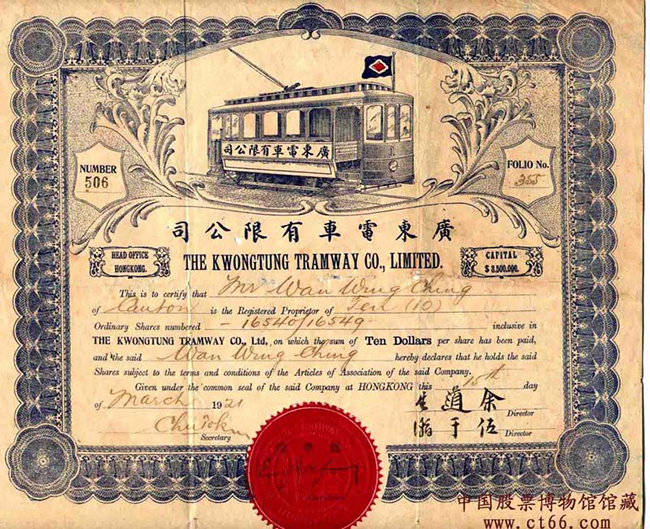 廣東電車有限公司
NUMBER
506
FOLIO No.
355
司公限有車電東廣
HEAD OFFICE
HONGKONG.
THE KWONGTUNG TRAMWAY CO., LIMITED.
CAPITAL
$ 3,500,000.
This is to certify that Mr Wan Wing Ching
of Canton is the Registered Proprietor of Ten (10)
Ordinary Shares numbered -16540/16549- inclusive in
THE KWONGTUNG TRAMWAY CO., Ltd., on which the sum of Ten Dollars per share has been paid,
and the said Wan Wing Ching hereby declares that he holds the said
Shares subject to the terms and conditions of the Articles of Association of the said Company.
Given under the common seal of the said Company at HONGKONG this 15th day
of March 1921
余
Director
伍于瀚
Director
Secretary
中国股票博物馆馆藏
www.ct66.com